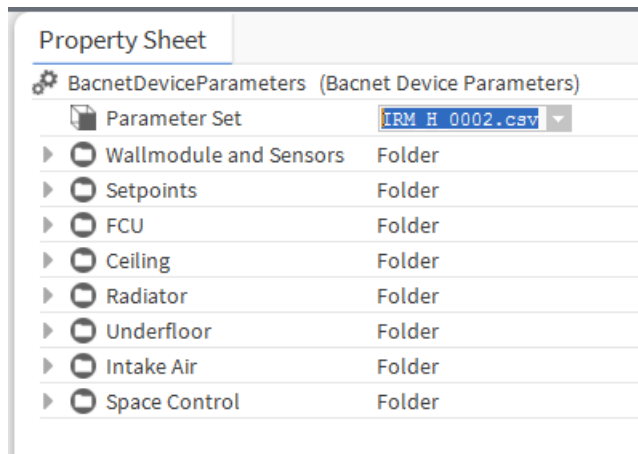 Property Sheet
BacnetDeviceParameters (Bacnet Device Parameters)
Parameter Set IRM H 0002.csv
Wallmodule and Sensors Folder
Setpoints Folder
FCU Folder
Ceiling Folder
Radiator Folder
Underfloor Folder
Intake Air Folder
Space Control Folder